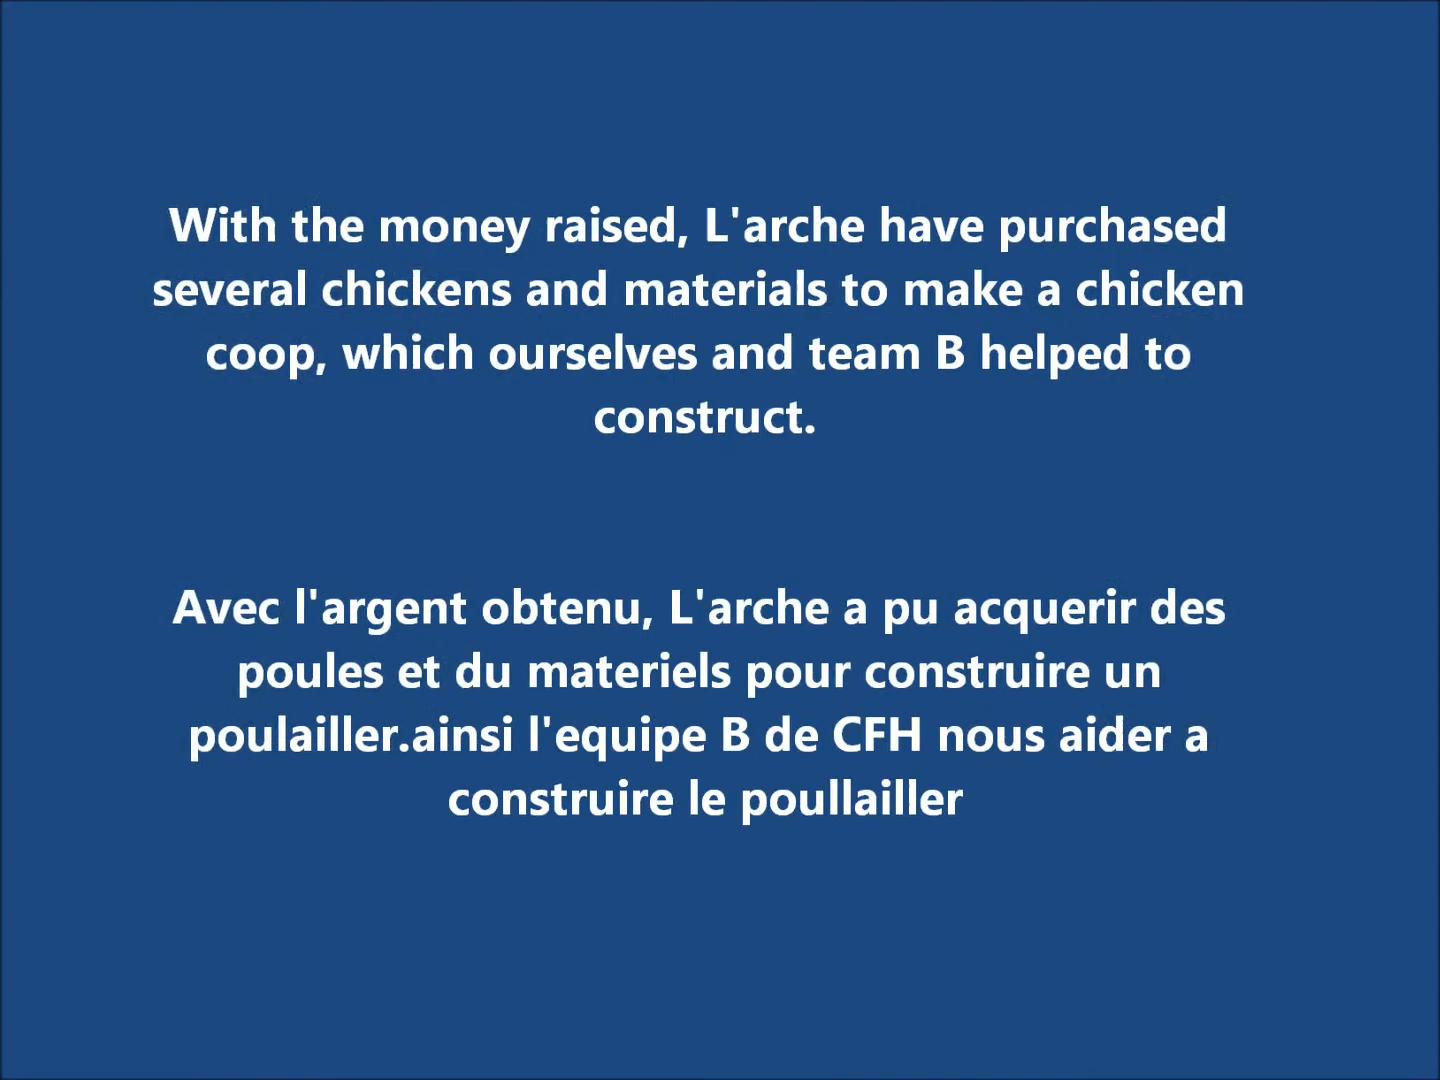 With the money raised, L'arche have purchased
several chickens and materials to make a chicken
coop, which ourselves and team B helped to
construct.
Avec l'argent obtenu, L'arche a pu acquerir des
poules et du materiels pour construire un
poulailler.ainsi l'equipe B de CFH nous aider a
construire le poullailler